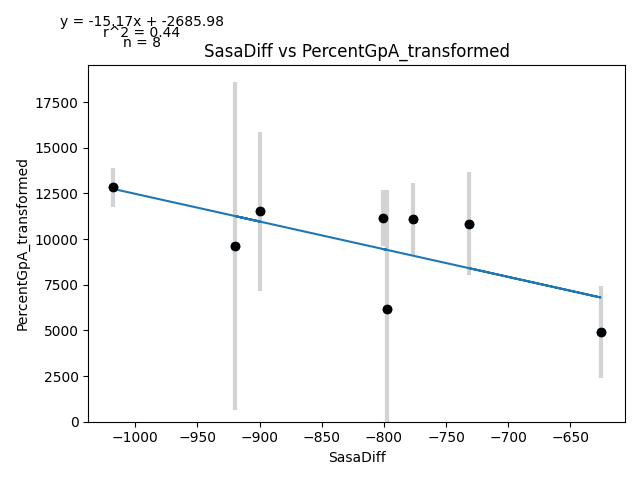 y = -15.17x + -2685.98
r^2 = 0.44
n = 8
SasaDiff vs PercentGpA_transformed
PercentGpA_transformed
17500
15000
12500
10000
7500
5000
2500
0
−1000 −950 −900 −850 −800 −750 −700 −650
SasaDiff